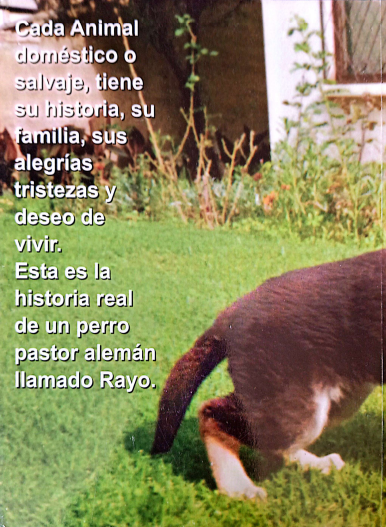 Cada Animal
doméstico o
salvaje, tiene
su historia, su
familia, sus
alegrías
tristezas y
deseo de
vivir.
Esta es la
historia real
de un perro
pastor alemán
llamado Rayo.